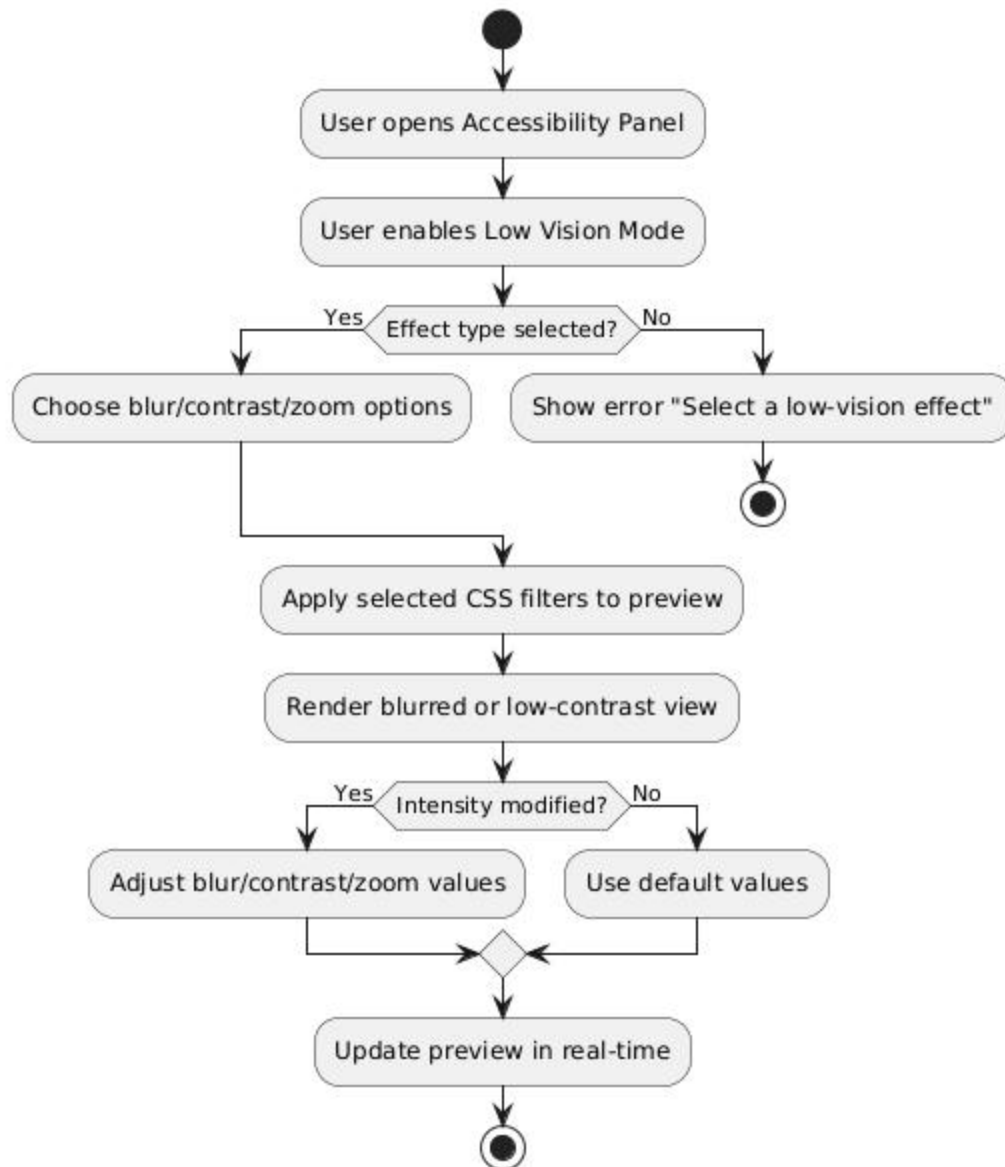 User opens Accessibility Panel
User enables Low Vision Mode
Yes
Effect type selected?
No
Choose blur/contrast/zoom options
Show error "Select a low-vision effect"
Apply selected CSS filters to preview
Render blurred or low-contrast view
Yes
Intensity modified?
No
Adjust blur/contrast/zoom values
Use default values
Update preview in real-time